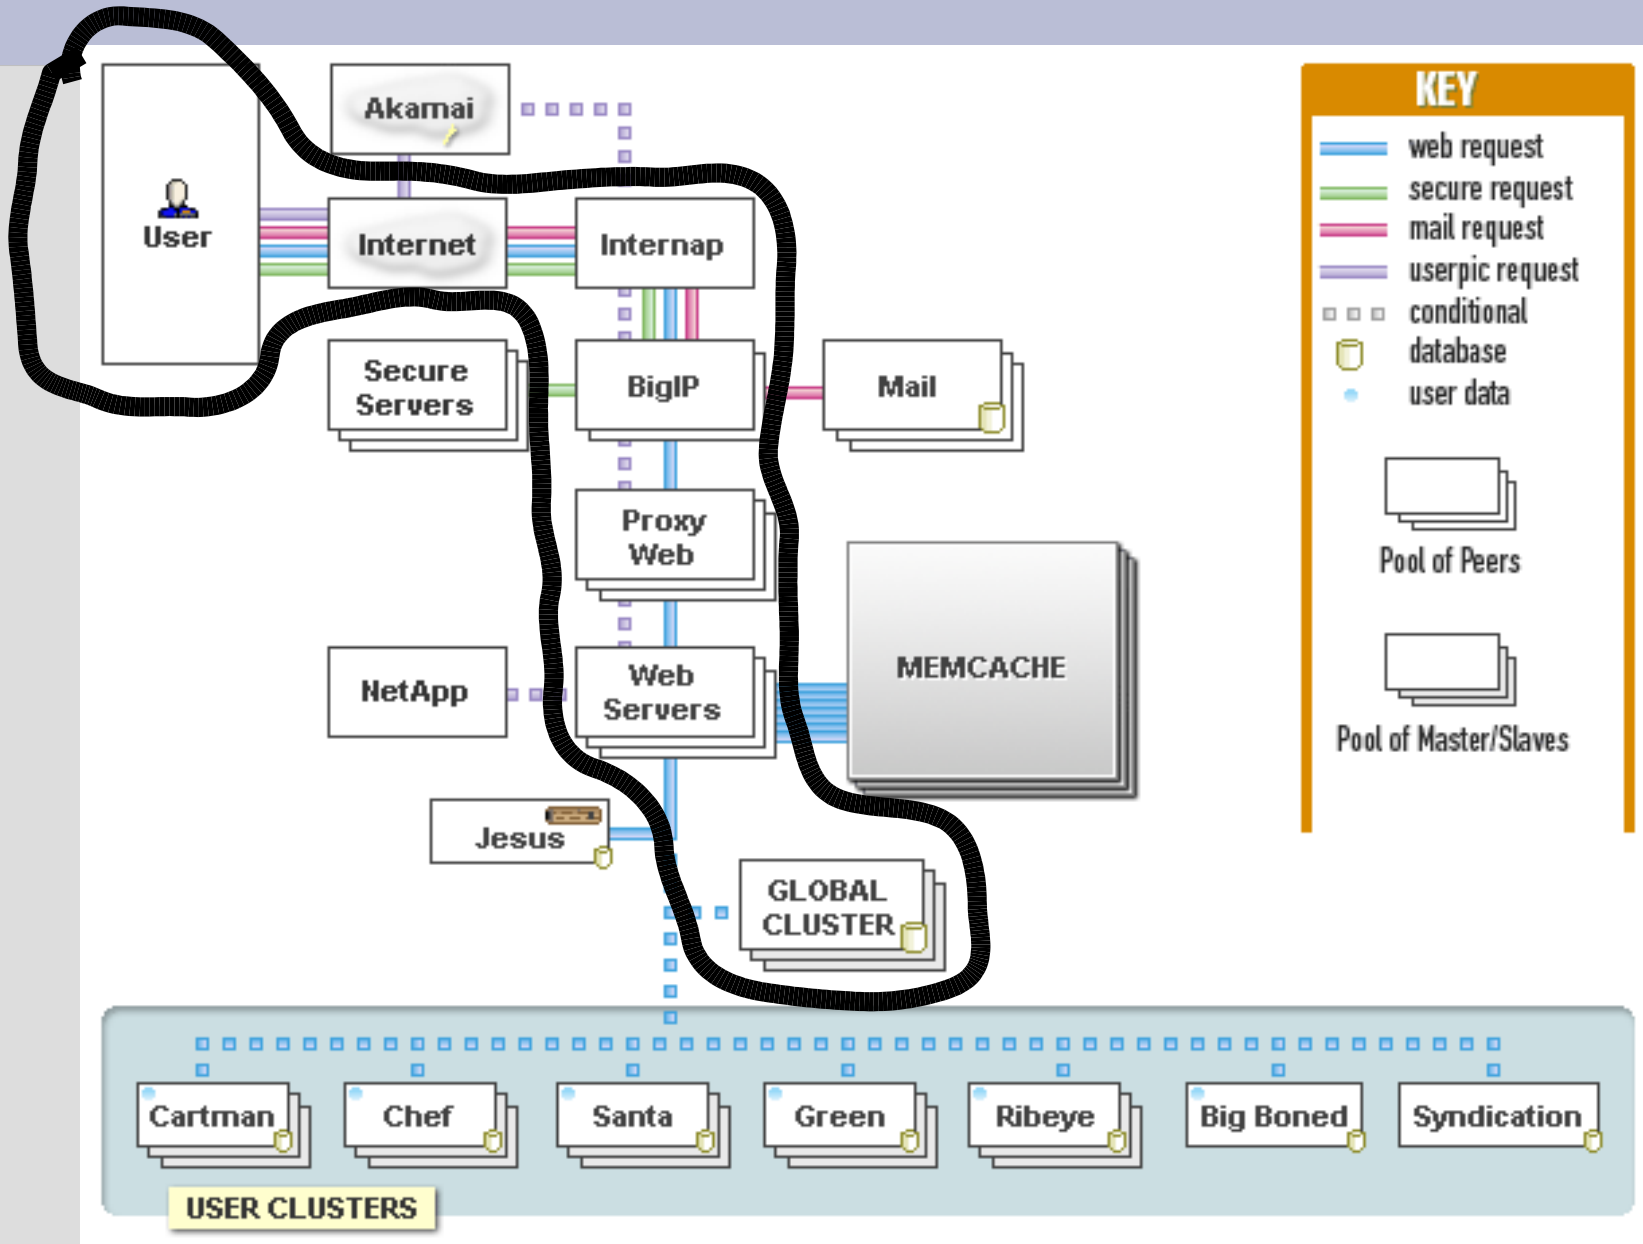 Akamai
User
Internet
Internap
Secure
Servers
BigIP
Mail
Proxy
Web
NetApp
Web
Servers
MEMCACHE
Jesus
GLOBAL
CLUSTER
Cartman
Chef
Santa
Green
Ribeye
Big Boned
Syndication
USER CLUSTERS
KEY
web request
secure request
mail request
userpic request
conditional
database
user data
Pool of Peers
Pool of Master/Slaves